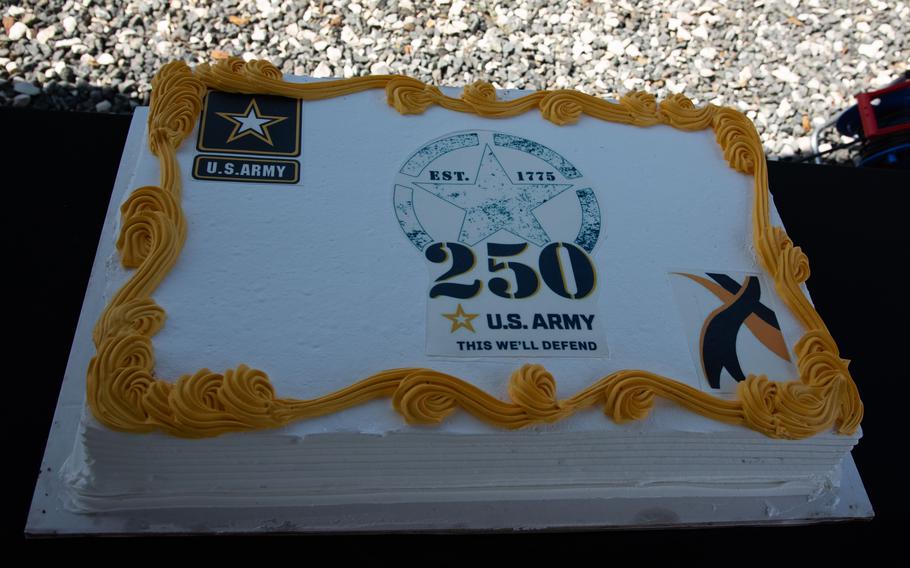 U.S.ARMY
EST. 1775
250
U.S. ARMY
THIS WE'LL DEFEND